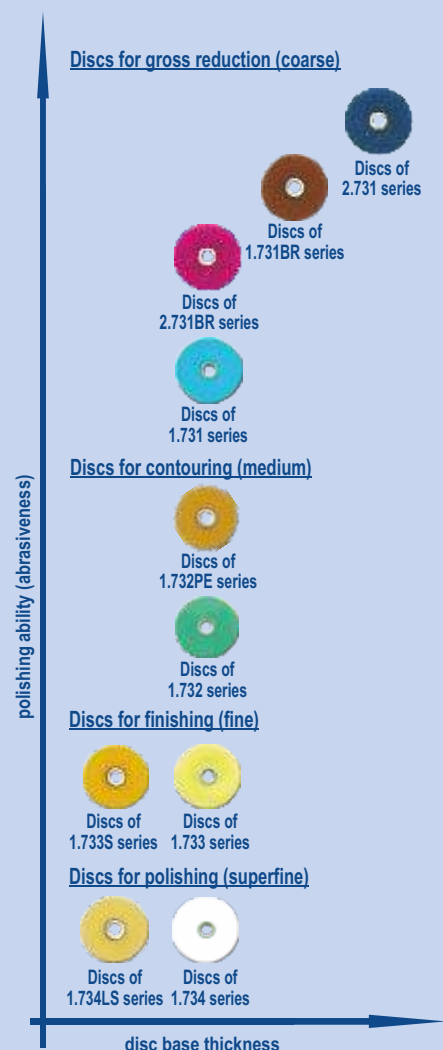 Discs for gross reduction (coarse)
Discs of
2.731 series
Discs of
1.731BR series
Discs of
2.731BR series
Discs of
1.731 series
Discs for contouring (medium)
Discs of
1.732PE series
Discs of
1.732 series
polishing ability (abrasiveness)
Discs for finishing (fine)
Discs of
1.733S series
Discs of
1.733 series
Discs for polishing (superfine)
Discs of
1.734LS series
Discs of
1.734 series
disc base thickness